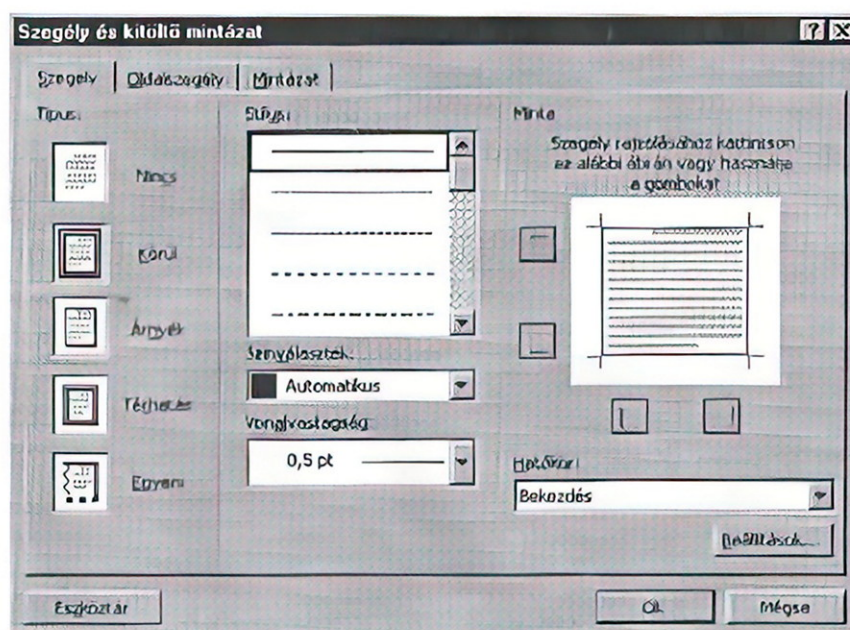 Szegély és kitöltő mintázat
Szegély Oldalszegély Mintázat
Típus:
Nincs
Körül
Árnyék
Térhatás
Egyéni
Stílus:
Színválaszték:
Automatikus
Vonalvastagság:
0,5 pt
Minta
Szegély rajzolásához kattintson
az alábbi ábrán vagy használja
a gombokat
Hatókör:
Bekezdés
Beállítások...
Eszköztár
OK
Mégse